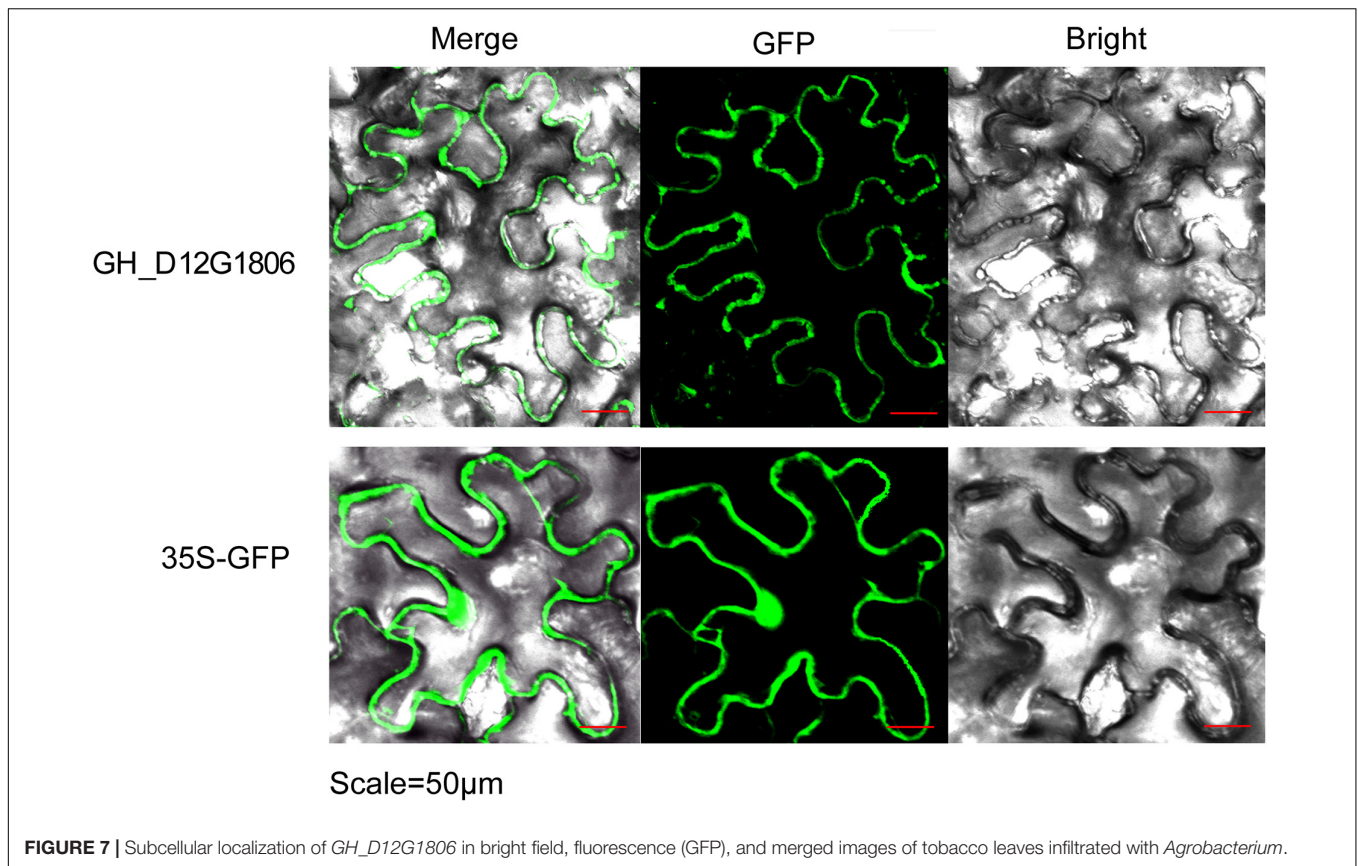 Merge GFP Bright
GH_D12G1806
35S-GFP
Scale=50μm
FIGURE 7 | Subcellular localization of GH_D12G1806 in bright field, fluorescence (GFP), and merged images of tobacco leaves infiltrated with Agrobacterium.